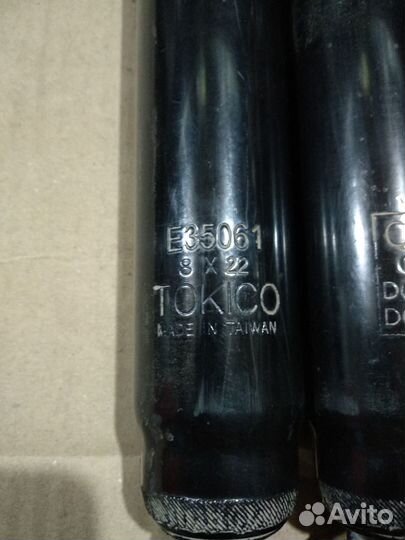 E35061
8 X 22
TOKICO
MADE IN TAIWAN
Avito